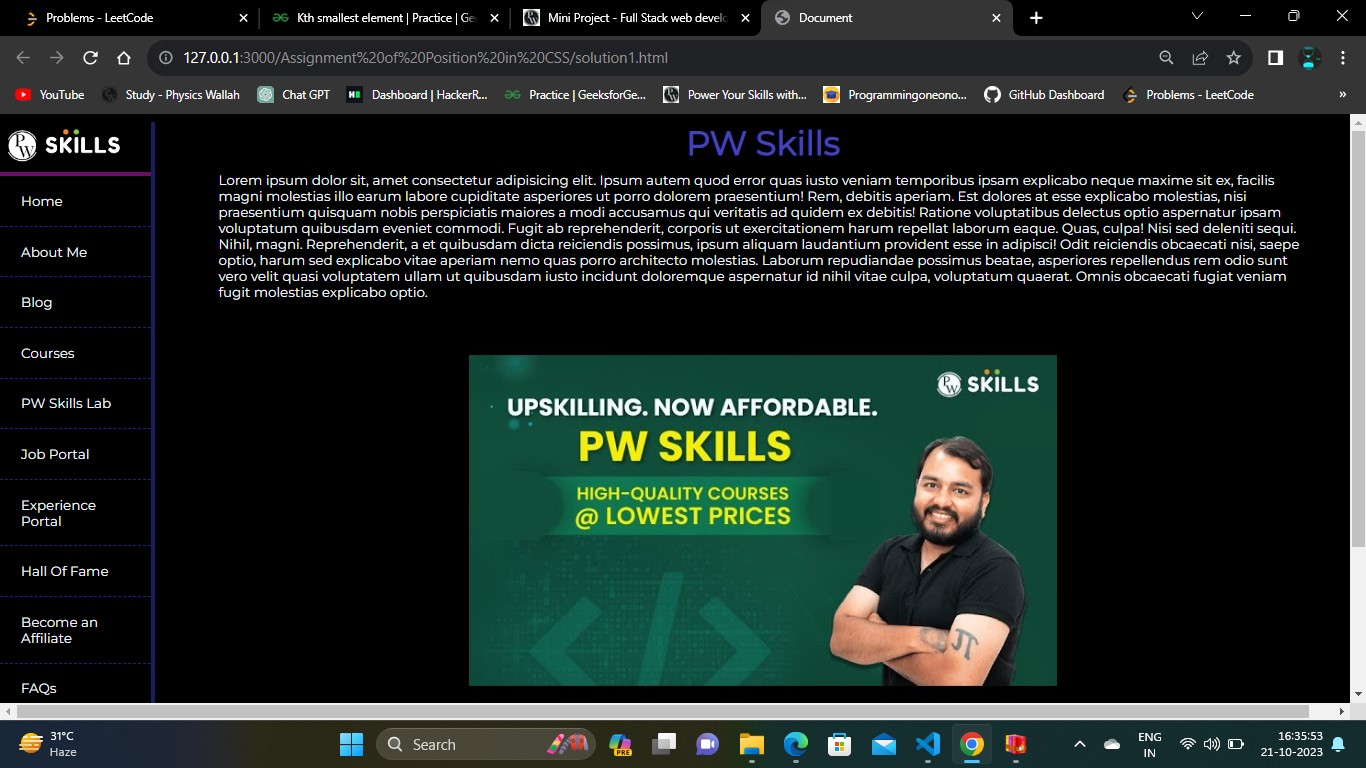 Problems - LeetCode
Kth smallest element | Practice | Ge
Mini Project - Full Stack web develo
Document
127.0.0.1:3000/Assignment%20of%20Position%20in%20CSS/solution1.html
YouTube
Study - Physics Wallah
Chat GPT
Dashboard | HackerR...
Practice | GeeksforGe...
Power Your Skills with...
Programmingoneono...
GitHub Dashboard
Problems - LeetCode
»
PW SKILLS
Home
About Me
Blog
Courses
PW Skills Lab
Job Portal
Experience
Portal
Hall Of Fame
Become an
Affiliate
FAQs
PW Skills
Lorem ipsum dolor sit, amet consectetur adipisicing elit. Ipsum autem quod error quas iusto veniam temporibus ipsam explicabo neque maxime sit ex, facilis
magni molestias illo earum labore cupiditate asperiores ut porro dolorem praesentium! Rem, debitis aperiam. Est dolores at esse explicabo molestias, nisi
praesentium quisquam nobis perspiciatis maiores a modi accusamus qui veritatis ad quidem ex debitis! Ratione voluptatibus delectus optio aspernatur ipsam
voluptatum quibusdam eveniet commodi. Fugit ab reprehenderit, corporis ut exercitationem harum repellat laborum eaque. Quas, culpa! Nisi sed deleniti sequi.
Nihil, magni. Reprehenderit, a et quibusdam dicta reiciendis possimus, ipsum aliquam laudantium provident esse in adipisci! Odit reiciendis obcaecati nisi, saepe
optio, harum sed explicabo vitae aperiam nemo quas porro architecto molestias. Laborum repudiandae possimus beatae, asperiores repellendus rem odio sunt
vero velit quasi voluptatem ullam ut quibusdam iusto incidunt doloremque aspernatur id nihil vitae culpa, voluptatum quaerat. Omnis obcaecati fugiat veniam
fugit molestias explicabo optio.
PW SKILLS
UPSKILLING. NOW AFFORDABLE.
PW SKILLS
HIGH-QUALITY COURSES
@ LOWEST PRICES
</>
π
31°C
Haze
Search
PRE
ENG
IN
16:35:53
21-10-2023